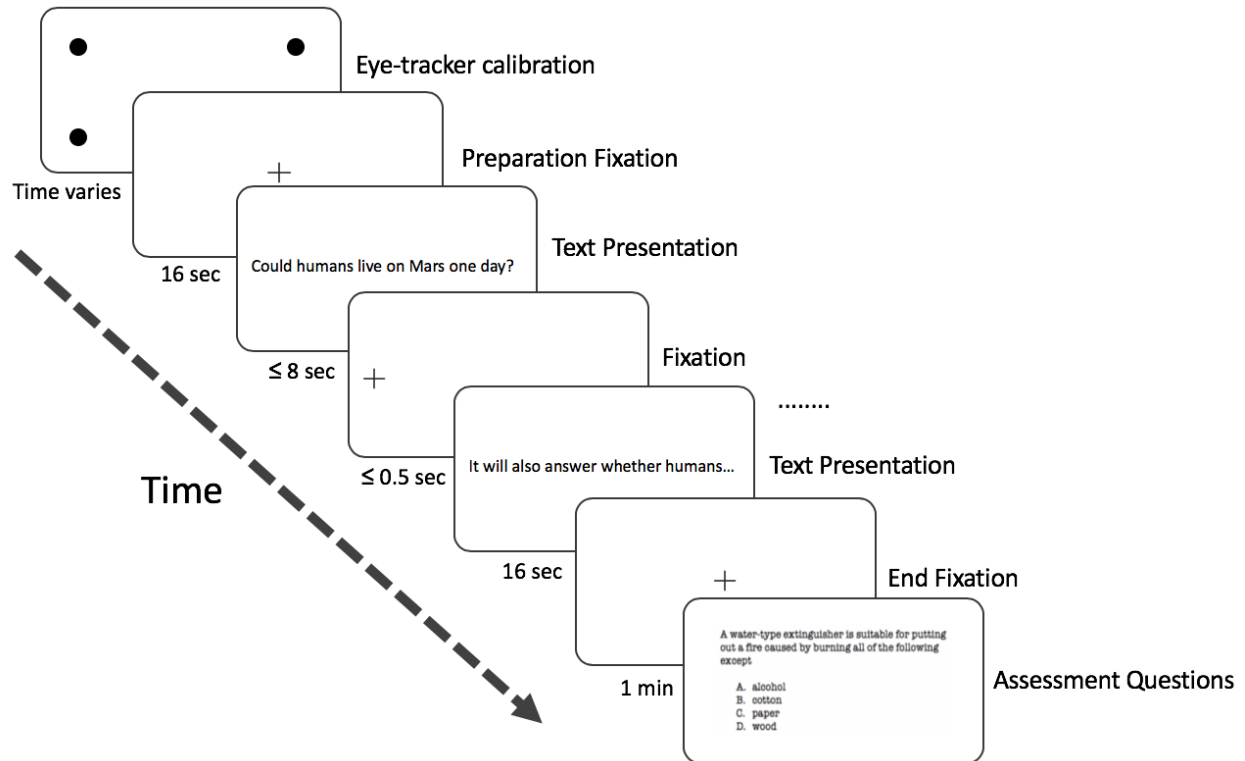 Eye-tracker calibration
Time varies
Preparation Fixation
16 sec
Text Presentation
Could humans live on Mars one day?
≤ 8 sec
Fixation
≤ 0.5 sec
........
Text Presentation
It will also answer whether humans...
16 sec
End Fixation
1 min
Assessment Questions
A water-type extinguisher is suitable for putting
out a fire caused by burning all of the following
except
A. alcohol
B. cotton
C. paper
D. wood
Time